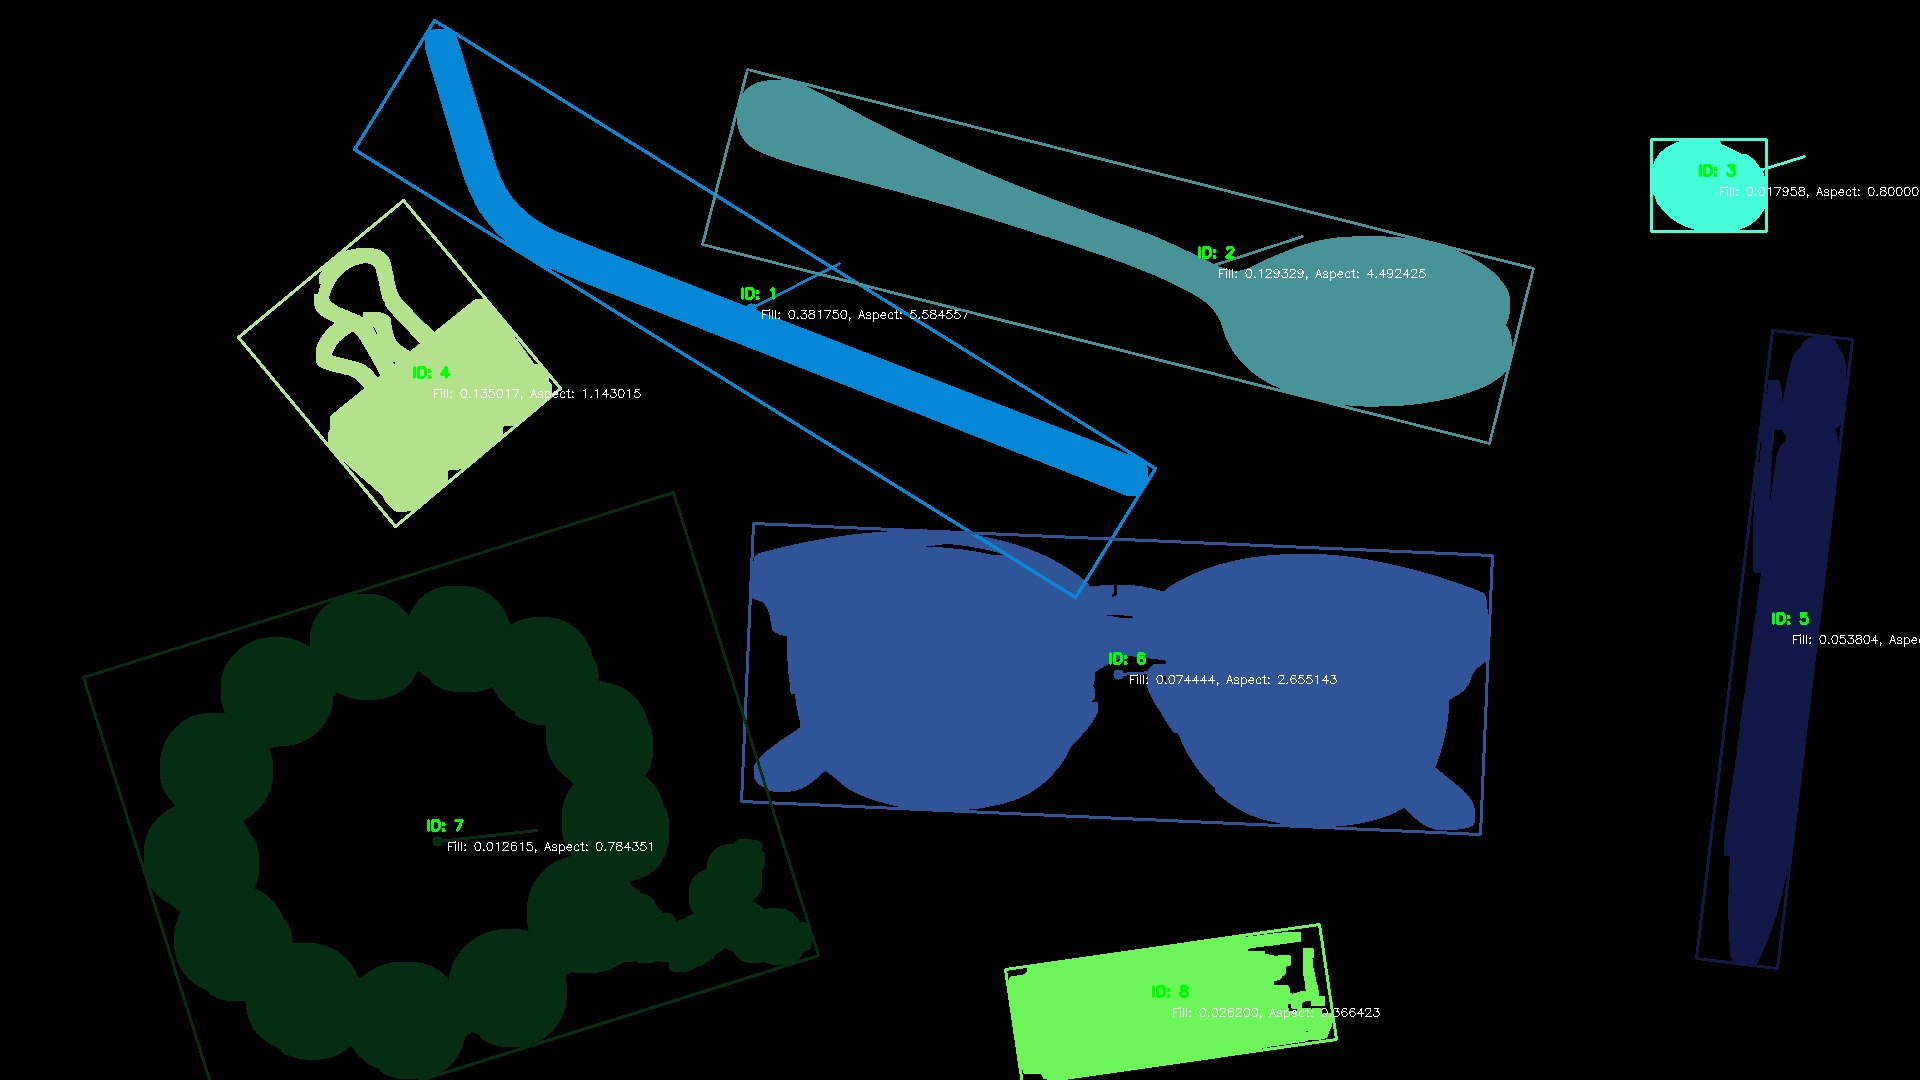 ID: 3
Fill: 0.017958, Aspect: 0.80000
ID: 2
Fill: 0.129329, Aspect: 4.492425
ID: 1
Fill: 0.381750, Aspect: 5.584557
ID: 4
Fill: 0.135017, Aspect: 1.143015
ID: 5
Fill: 0.053804, Aspe
ID: 6
Fill: 0.074444, Aspect: 2.655143
ID: 7
Fill: 0.012615, Aspect: 0.784351
ID: 8
Fill: 0.026200, Aspect: 0.366423